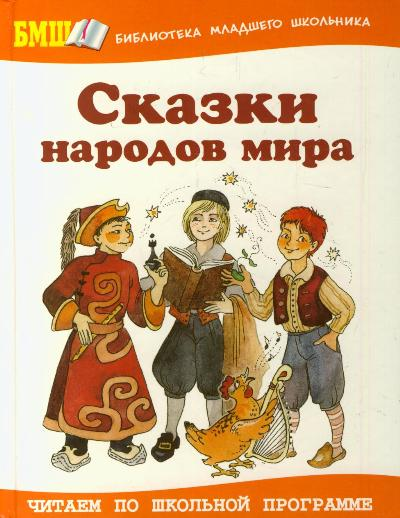 БМШ
БИБЛИОТЕКА МЛАДШЕГО ШКОЛЬНИКА
Сказки
народов мира
ЧИТАЕМ ПО ШКОЛЬНОЙ ПРОГРАММЕ